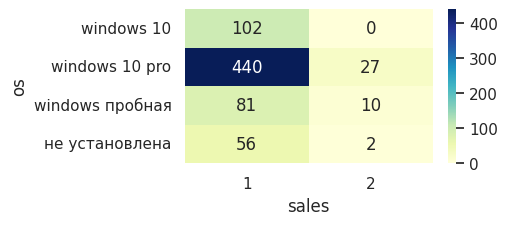 windows 10 102 0
windows 10 pro 440 27
windows пробная 81 10
не установлена 56 2
os
1 2
sales
400
300
200
100
0